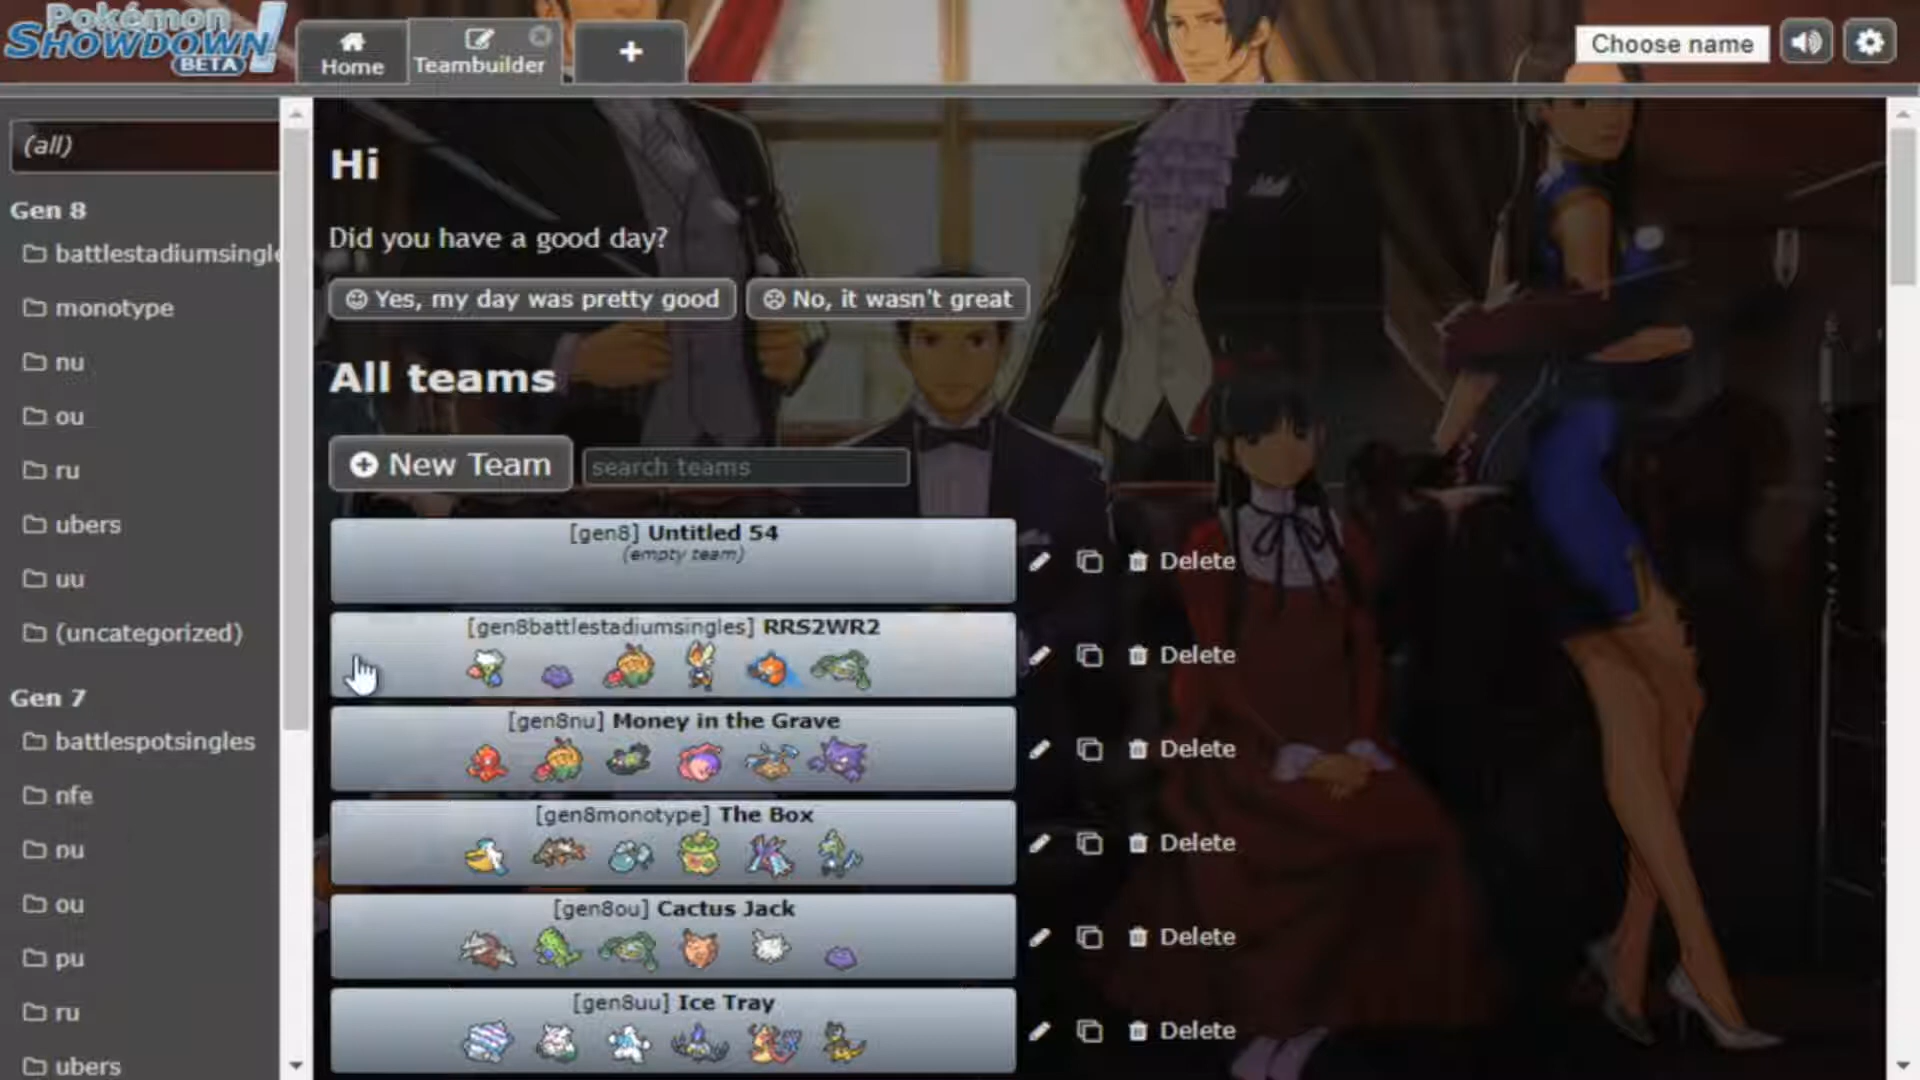 Pokémon
SHOWDOWN!
BETA
Home
Teambuilder
Choose name
(all)
Gen 8
battlestadiumsingle
monotype
nu
ou
ru
ubers
uu
(uncategorized)
Gen 7
battlespotsingles
nfe
nu
ou
pu
ru
ubers
Hi
Did you have a good day?
Yes, my day was pretty good
No, it wasn't great
All teams
New Team
search teams
[gen8] Untitled 54
(empty team)
Delete
[gen8battlestadiumsingles] RRS2WR2
Delete
[gen8nu] Money in the Grave
Delete
[gen8monotype] The Box
Delete
[gen8ou] Cactus Jack
Delete
[gen8uu] Ice Tray
Delete